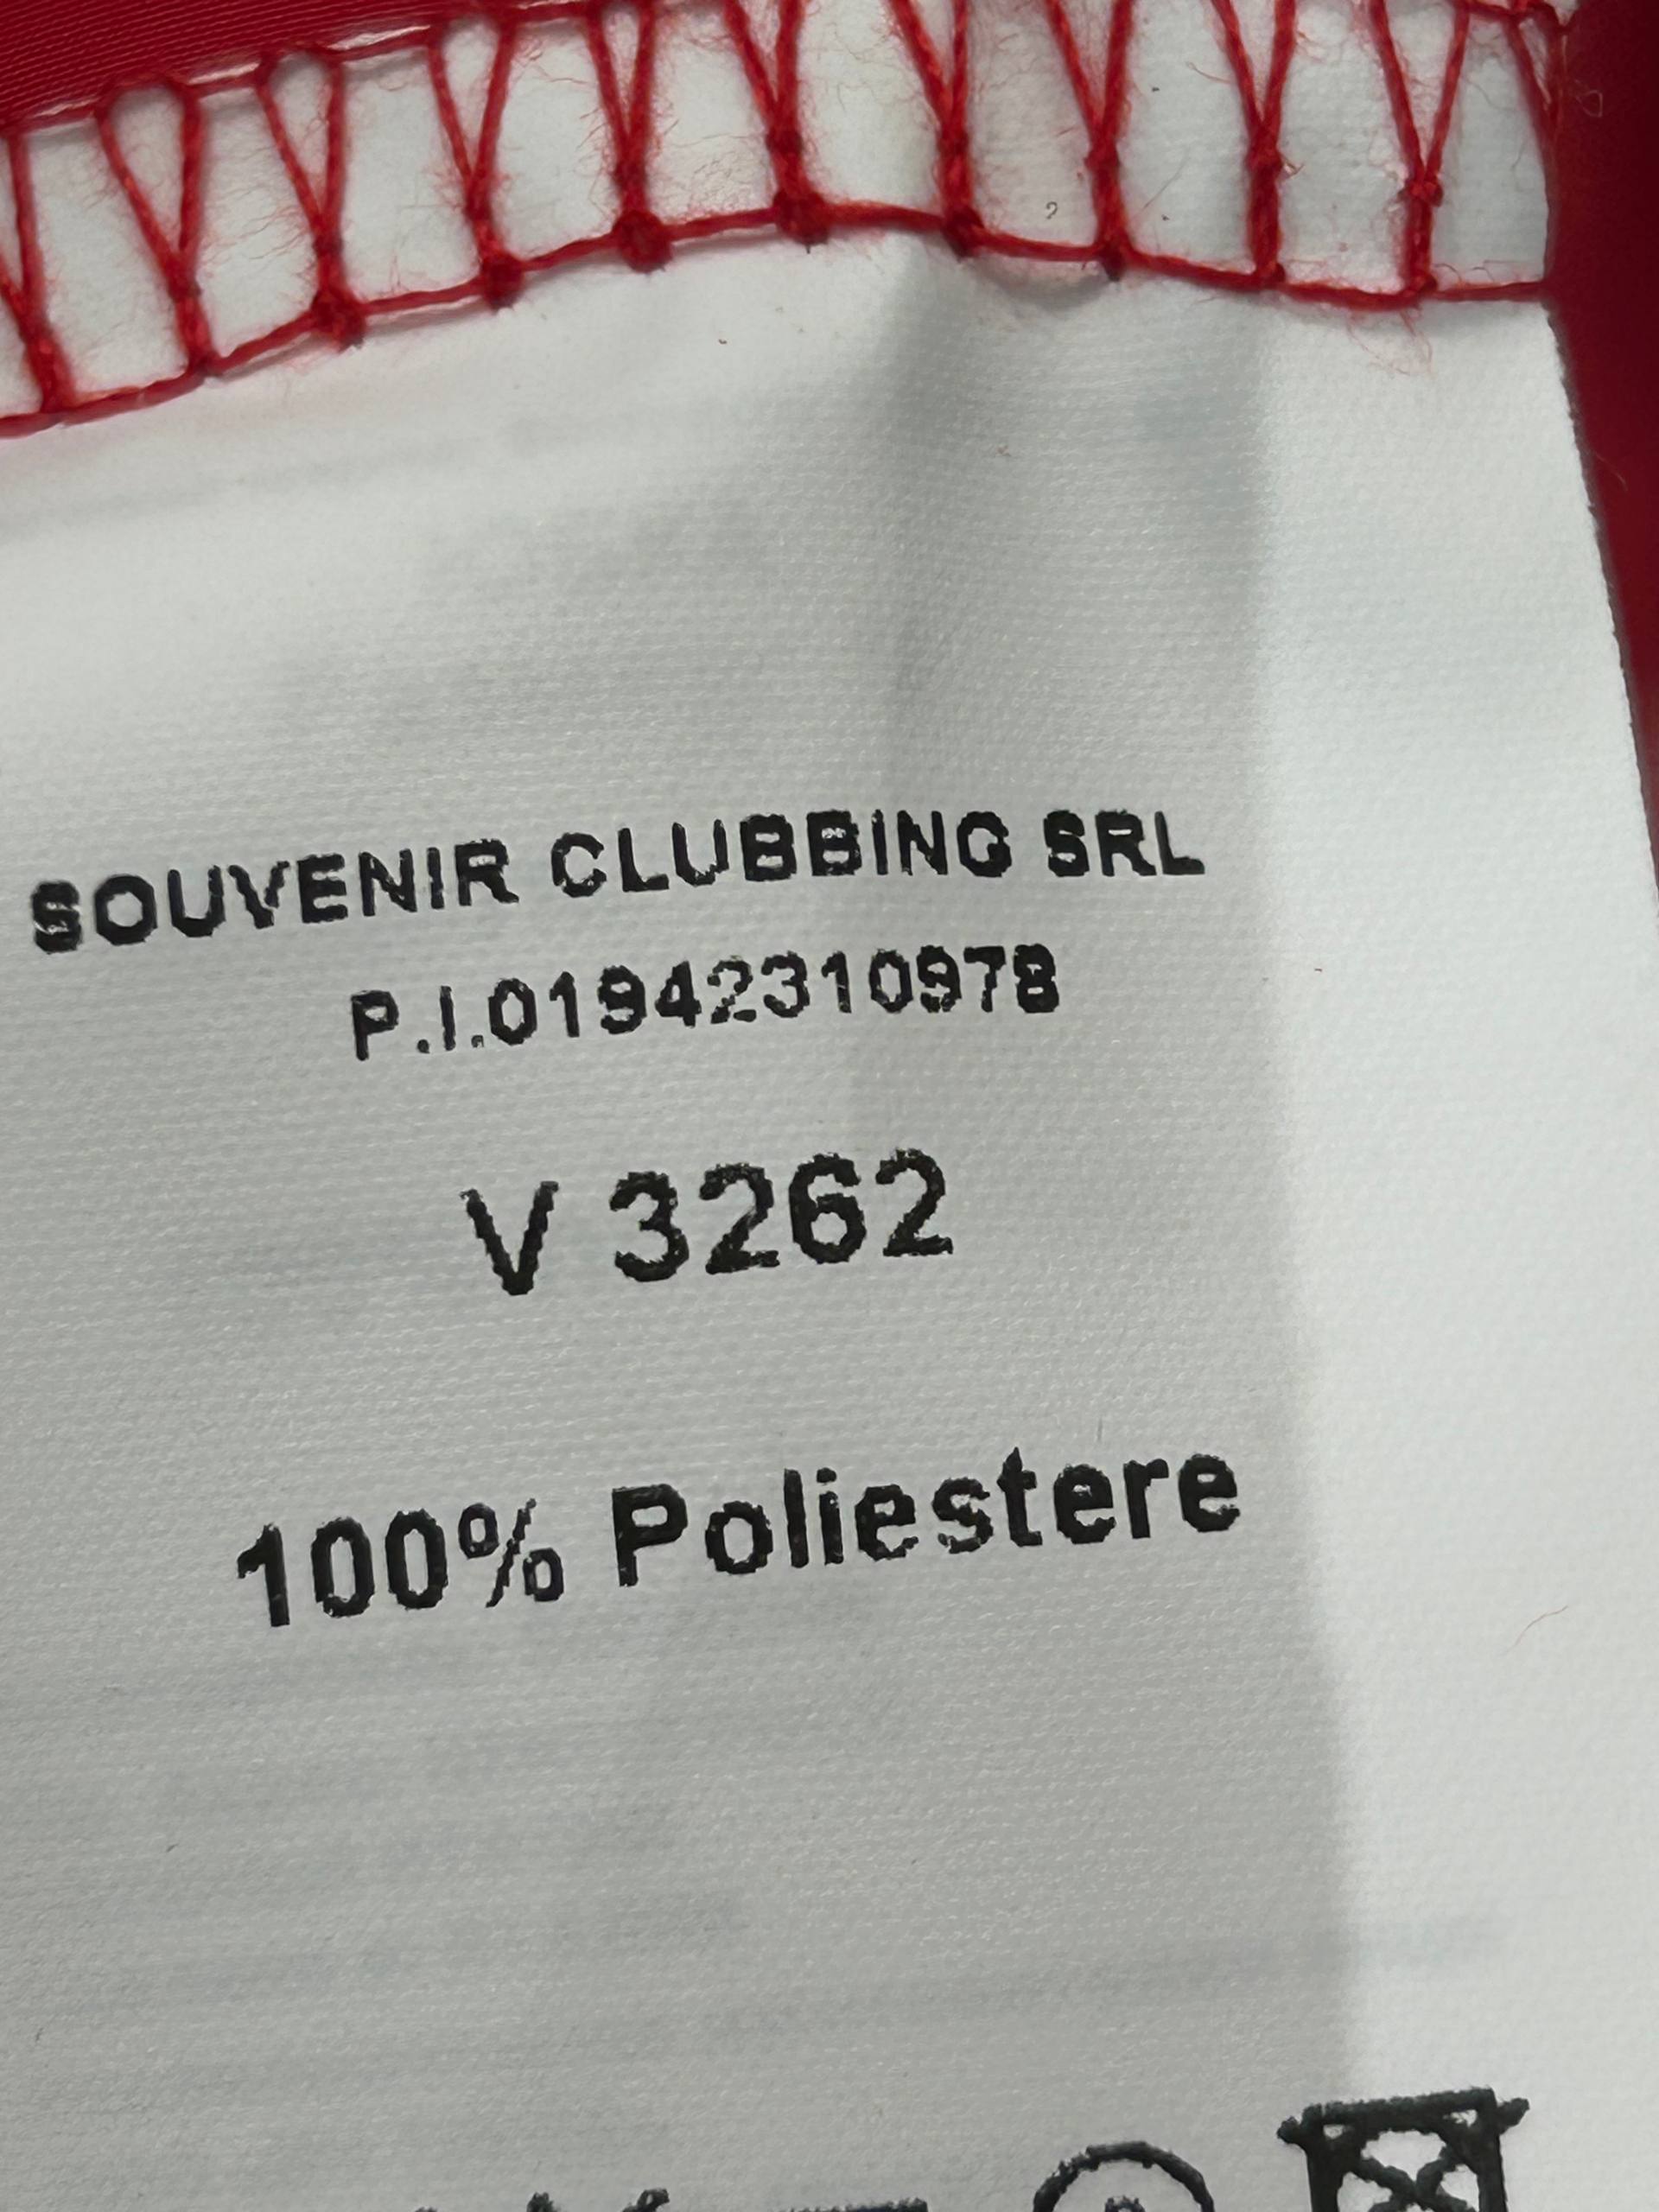 SOUVENIR CLUBBING SRL
P.I.01942310978
V 3262
100% Poliestere